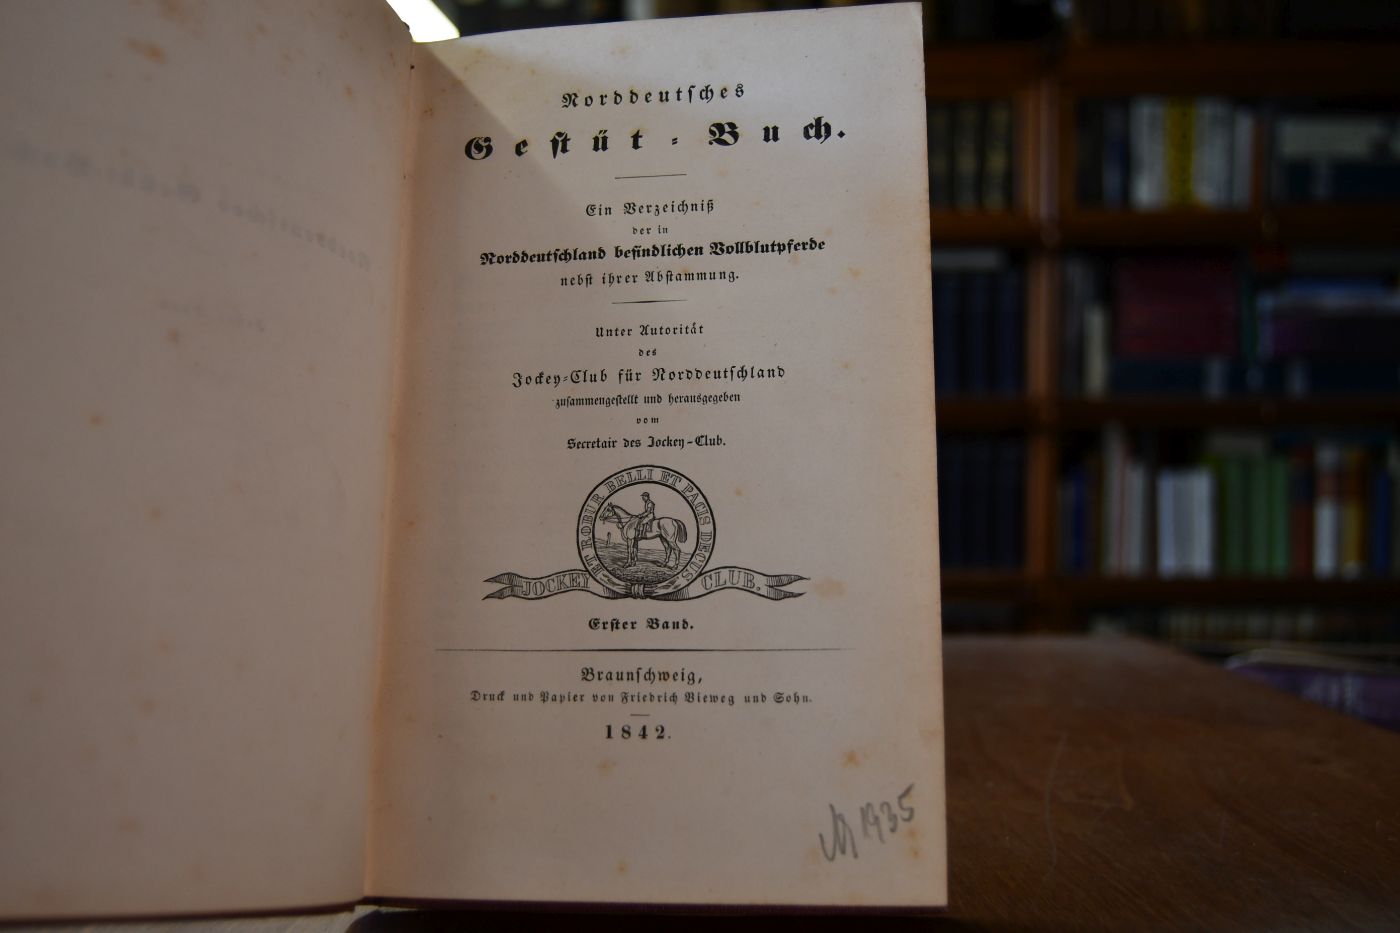 Norddeutſches
Geſtüt-Buch.
Ein Verzeichniß
der in
Norddeutſchland befindlichen Vollblutpferde
nebſt ihrer Abſtammung.
Unter Autorität
des
Jockey-Club für Norddeutſchland
zuſammengeſtellt und herausgegeben
vom
Secretair des Jockey-Club.
ET ROBUR BELLI ET PACIS DECUS
JOCKEY CLUB.
Erſter Band.
Braunſchweig,
Druck und Papier von Friedrich Vieweg und Sohn.
1842.
1935